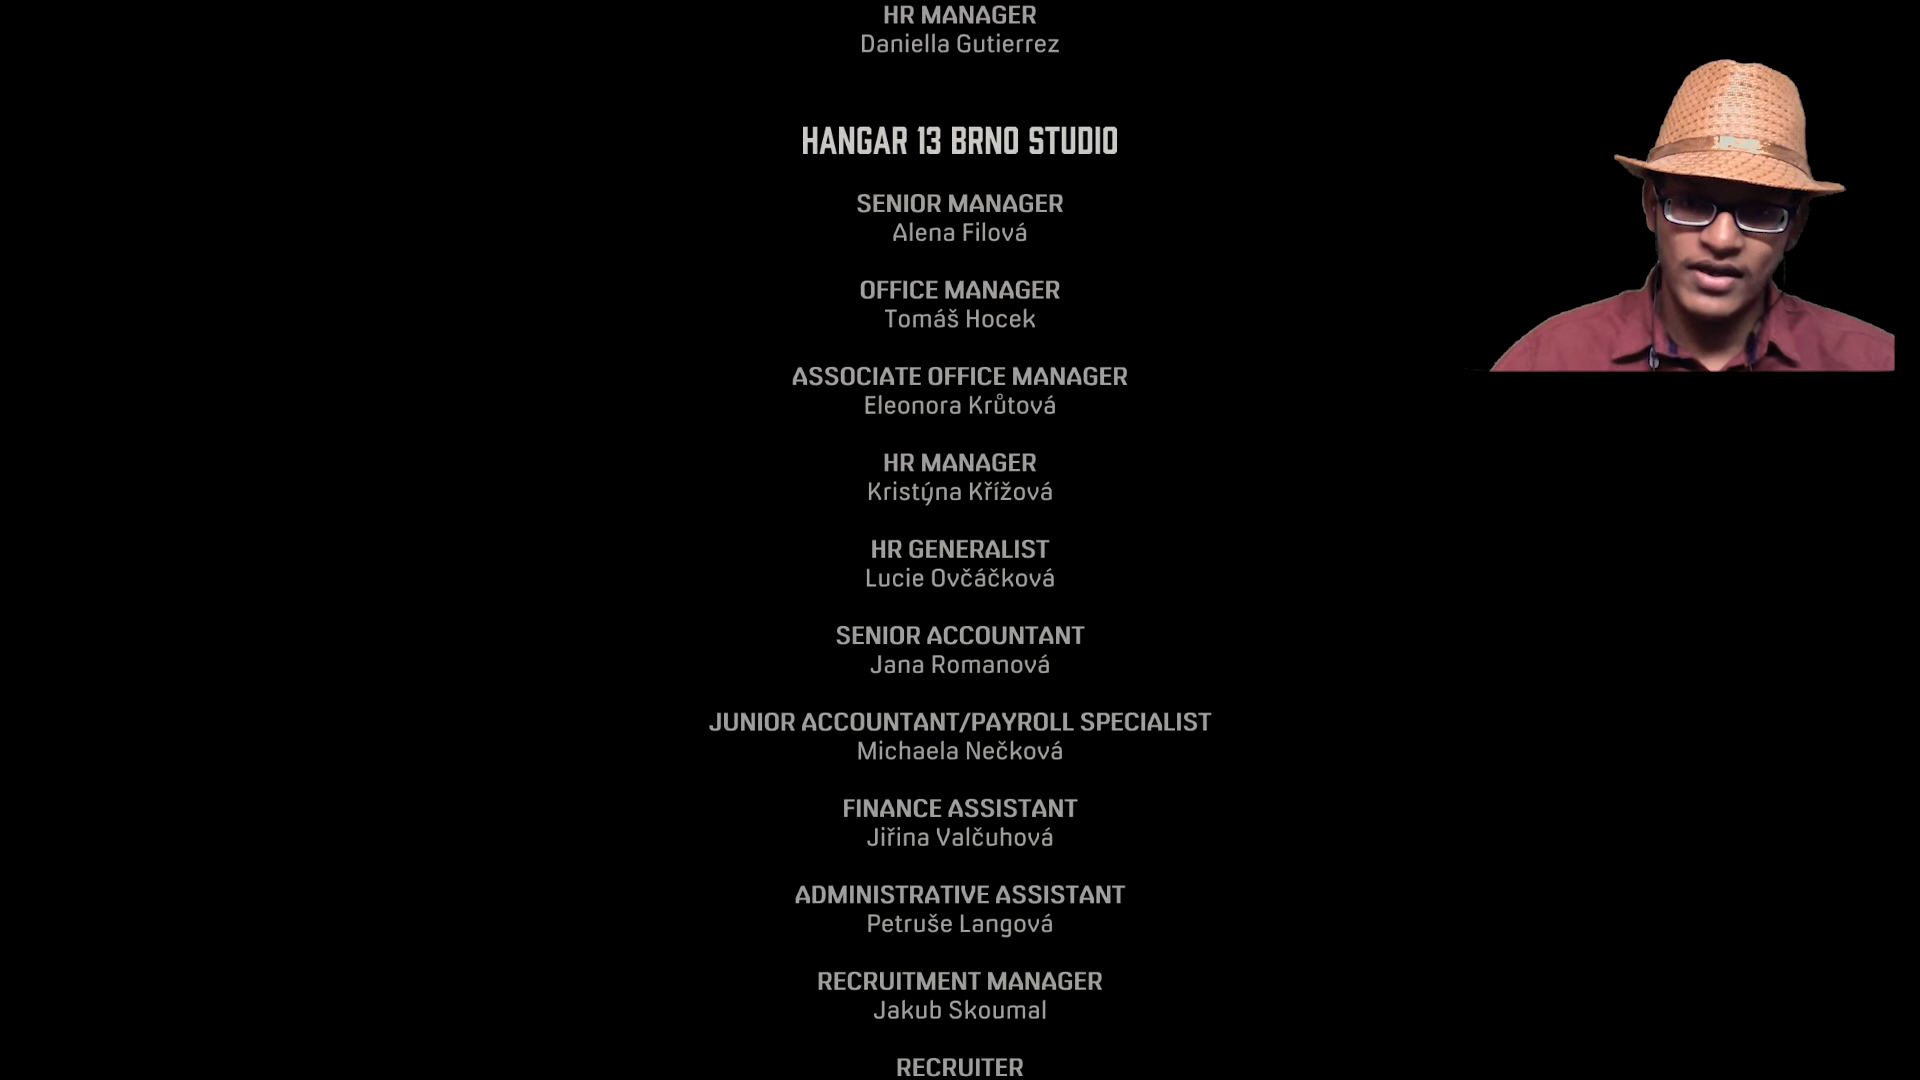 HR MANAGER
Daniella Gutierrez
HANGAR 13 BRNO STUDIO
SENIOR MANAGER
Alena Filová
OFFICE MANAGER
Tomáš Hocek
ASSOCIATE OFFICE MANAGER
Eleonora Krůtová
HR MANAGER
Kristýna Křížová
HR GENERALIST
Lucie Ovčáčková
SENIOR ACCOUNTANT
Jana Romanová
JUNIOR ACCOUNTANT/PAYROLL SPECIALIST
Michaela Nečková
FINANCE ASSISTANT
Jiřina Valčuhová
ADMINISTRATIVE ASSISTANT
Petruše Langová
RECRUITMENT MANAGER
Jakub Skoumal
RECRUITER